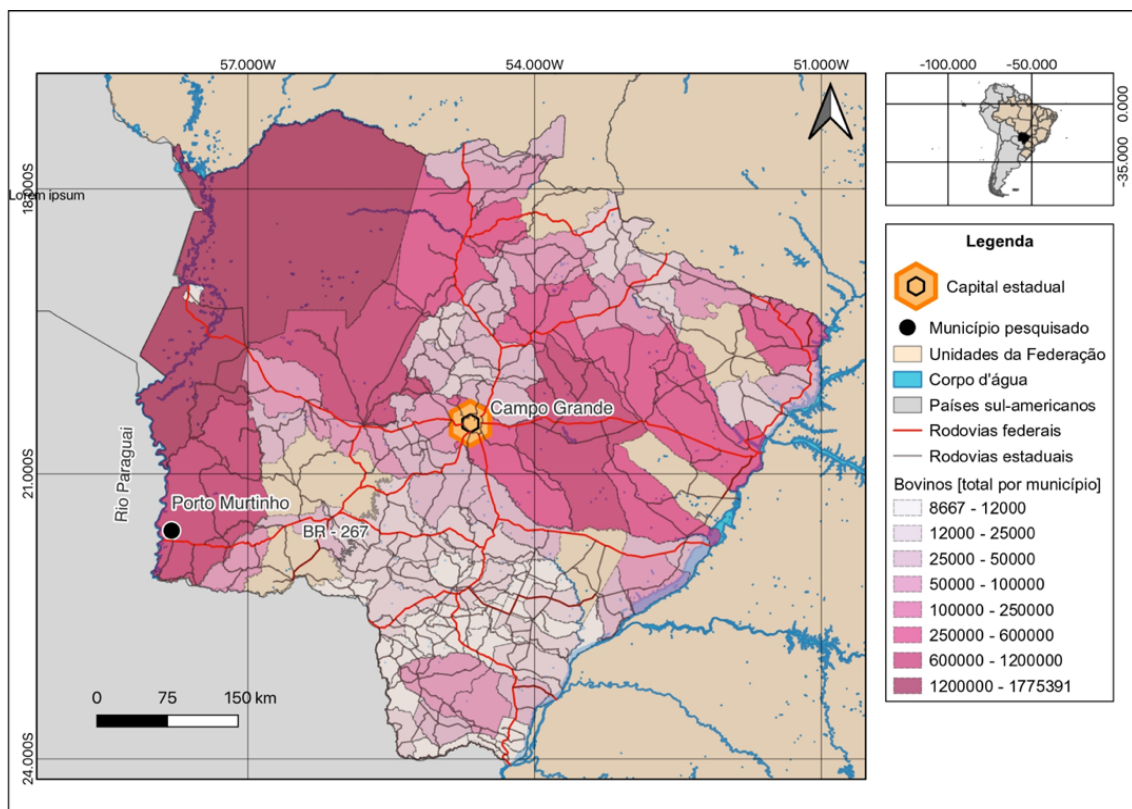 57.000W
54.000W
51.000W
18.000S
Lorem ipsum
21.000S
24.000S
Campo Grande
Rio Paraguai
Porto Murtinho
BR - 267
0
75
150 km
-100.000
-50.000
0.000
-35.000
Legenda
Capital estadual
Município pesquisado
Unidades da Federação
Corpo d'água
Países sul-americanos
Rodovias federais
Rodovias estaduais
Bovinos [total por município]
8667 - 12000
12000 - 25000
25000 - 50000
50000 - 100000
100000 - 250000
250000 - 600000
600000 - 1200000
1200000 - 1775391